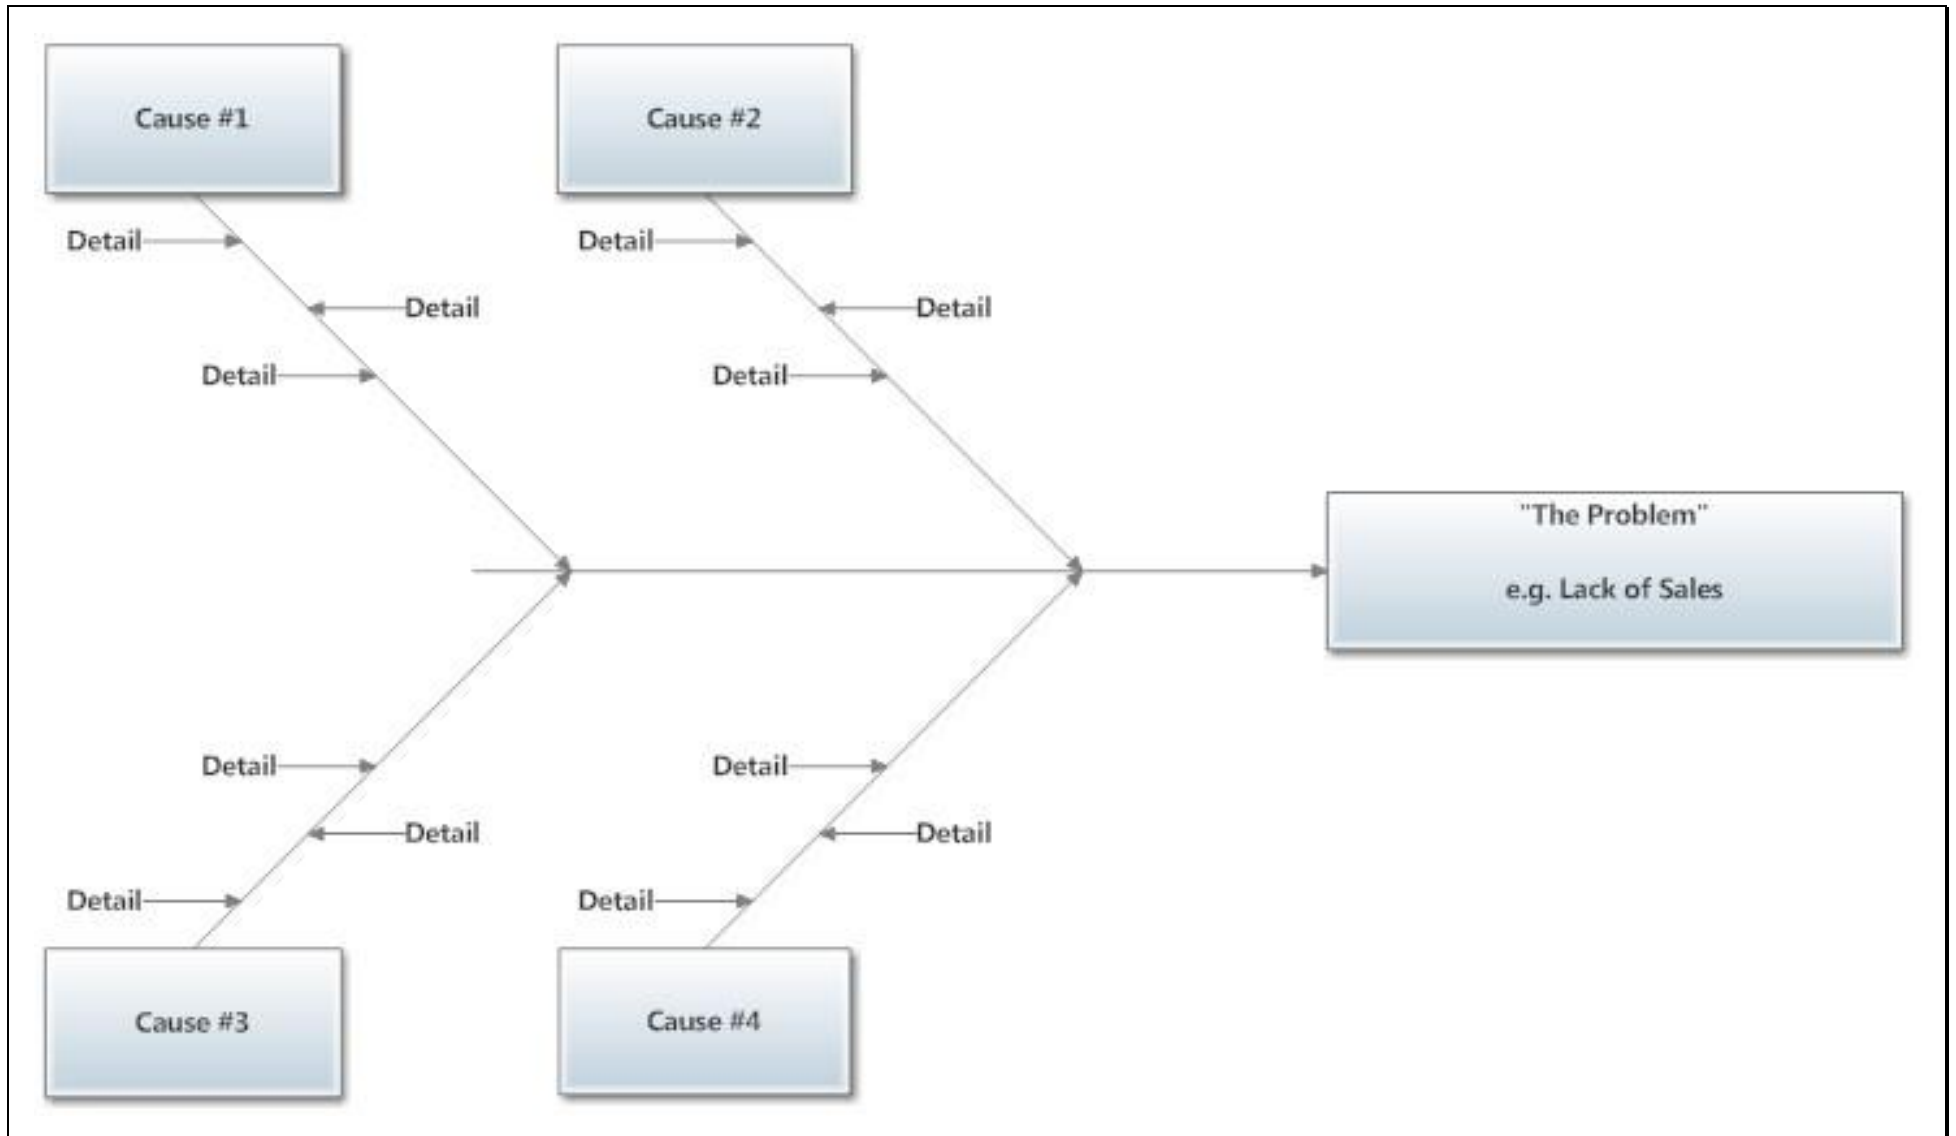 Cause #1
Cause #2
Detail
Detail
Detail
Detail
Detail
Detail
"The Problem"
e.g. Lack of Sales
Detail
Detail
Detail
Detail
Detail
Detail
Cause #3
Cause #4